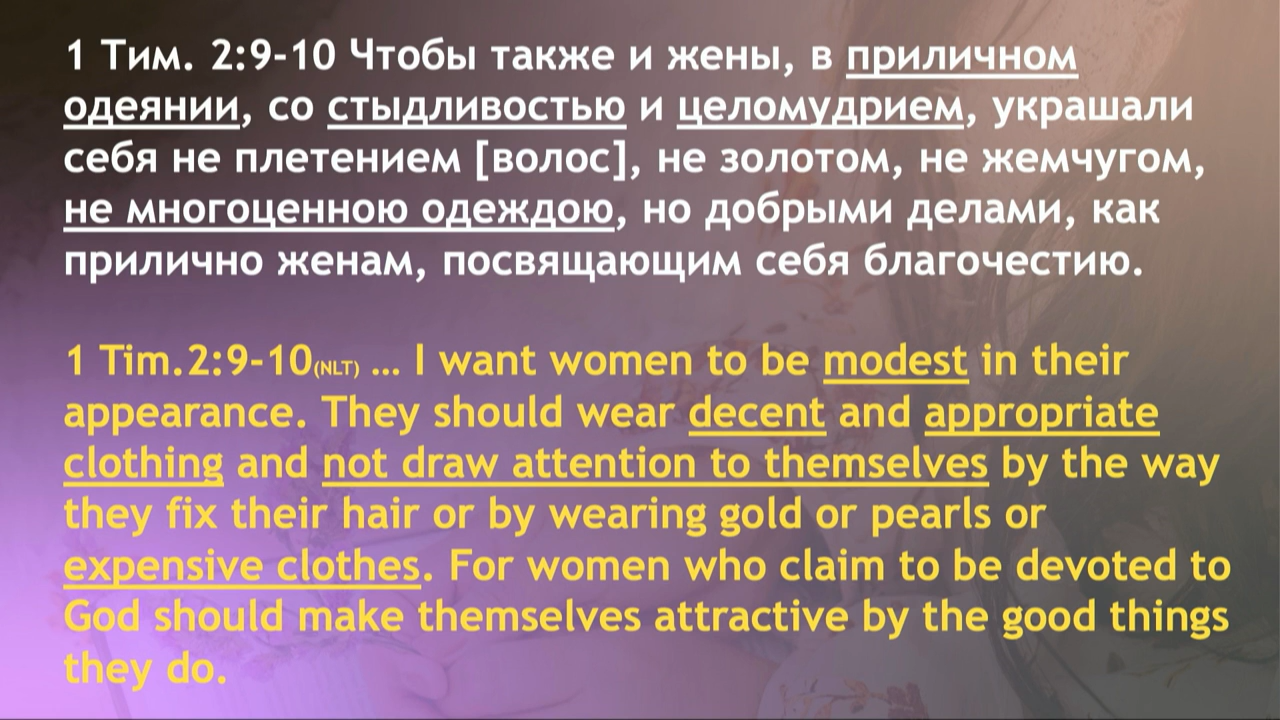 1 Тим. 2:9-10 Чтобы также и жены, в приличном
одеянии, со стыдливостью и целомудрием, украшали
себя не плетением [волос], не золотом, не жемчугом,
не многоценною одеждою, но добрыми делами, как
прилично женам, посвящающим себя благочестию.
1 Tim.2:9-10(NLT) ... I want women to be modest in their
appearance. They should wear decent and appropriate
clothing and not draw attention to themselves by the way
they fix their hair or by wearing gold or pearls or
expensive clothes. For women who claim to be devoted to
God should make themselves attractive by the good things
they do.